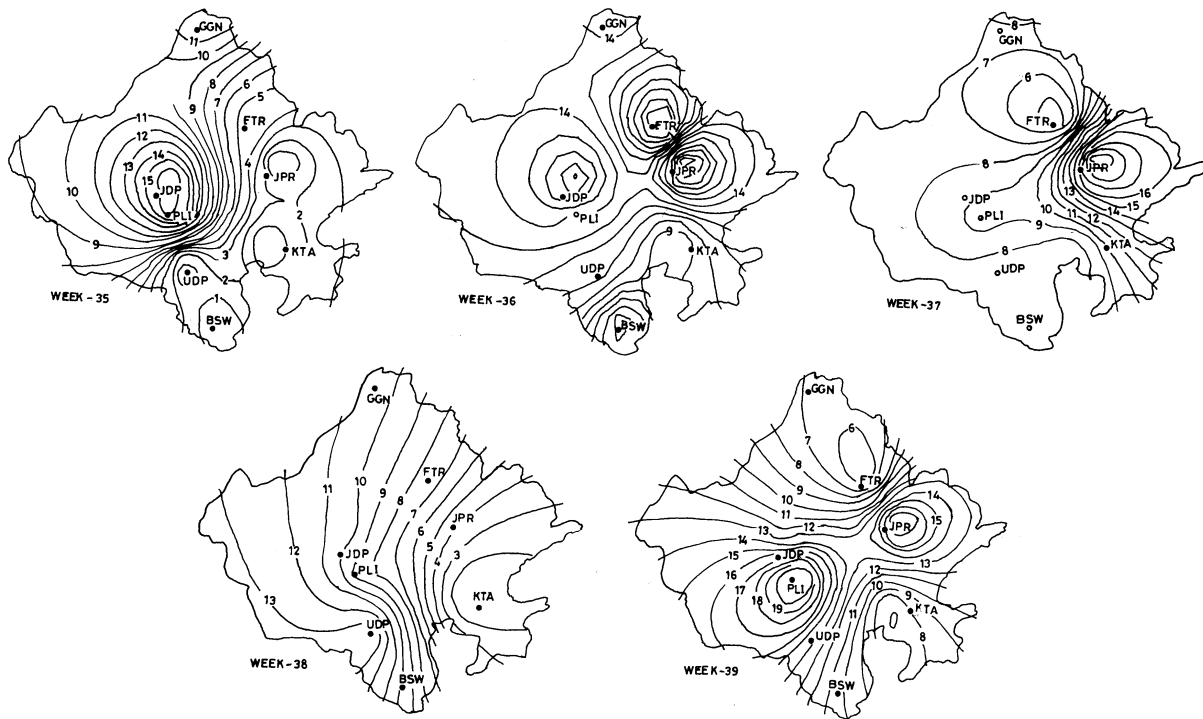 GGN
11
10
8
6
9
7
5
11
FTR
12
14
4
13
JPR
15
10
JDP
2
PLI
9
3
KTA
UDP
2
WEEK-35
1
BSW
GGN
14
14
FTR
JPR
JDP
14
PLI
9
KTA
UDP
WEEK-36
BSW
8
GGN
7
6
FTR
8
JPR
13
16
JDP
10
15
PLI
11
12
14
9
8
KTA
UDP
WEEK-37
BSW
GGN
11
10
FTR
9
8
7
JPR
6
12
5
JDP
3
4
PLI
13
KTA
UDP
WEEK-38
BSW
GGN
6
7
8
FTR
9
14
10
11
JPR
15
13
12
14
15
JDP
13
16
12
17
PLI
10
18
9
19
KTA
11
UDP
8
WEEK-39
BSW